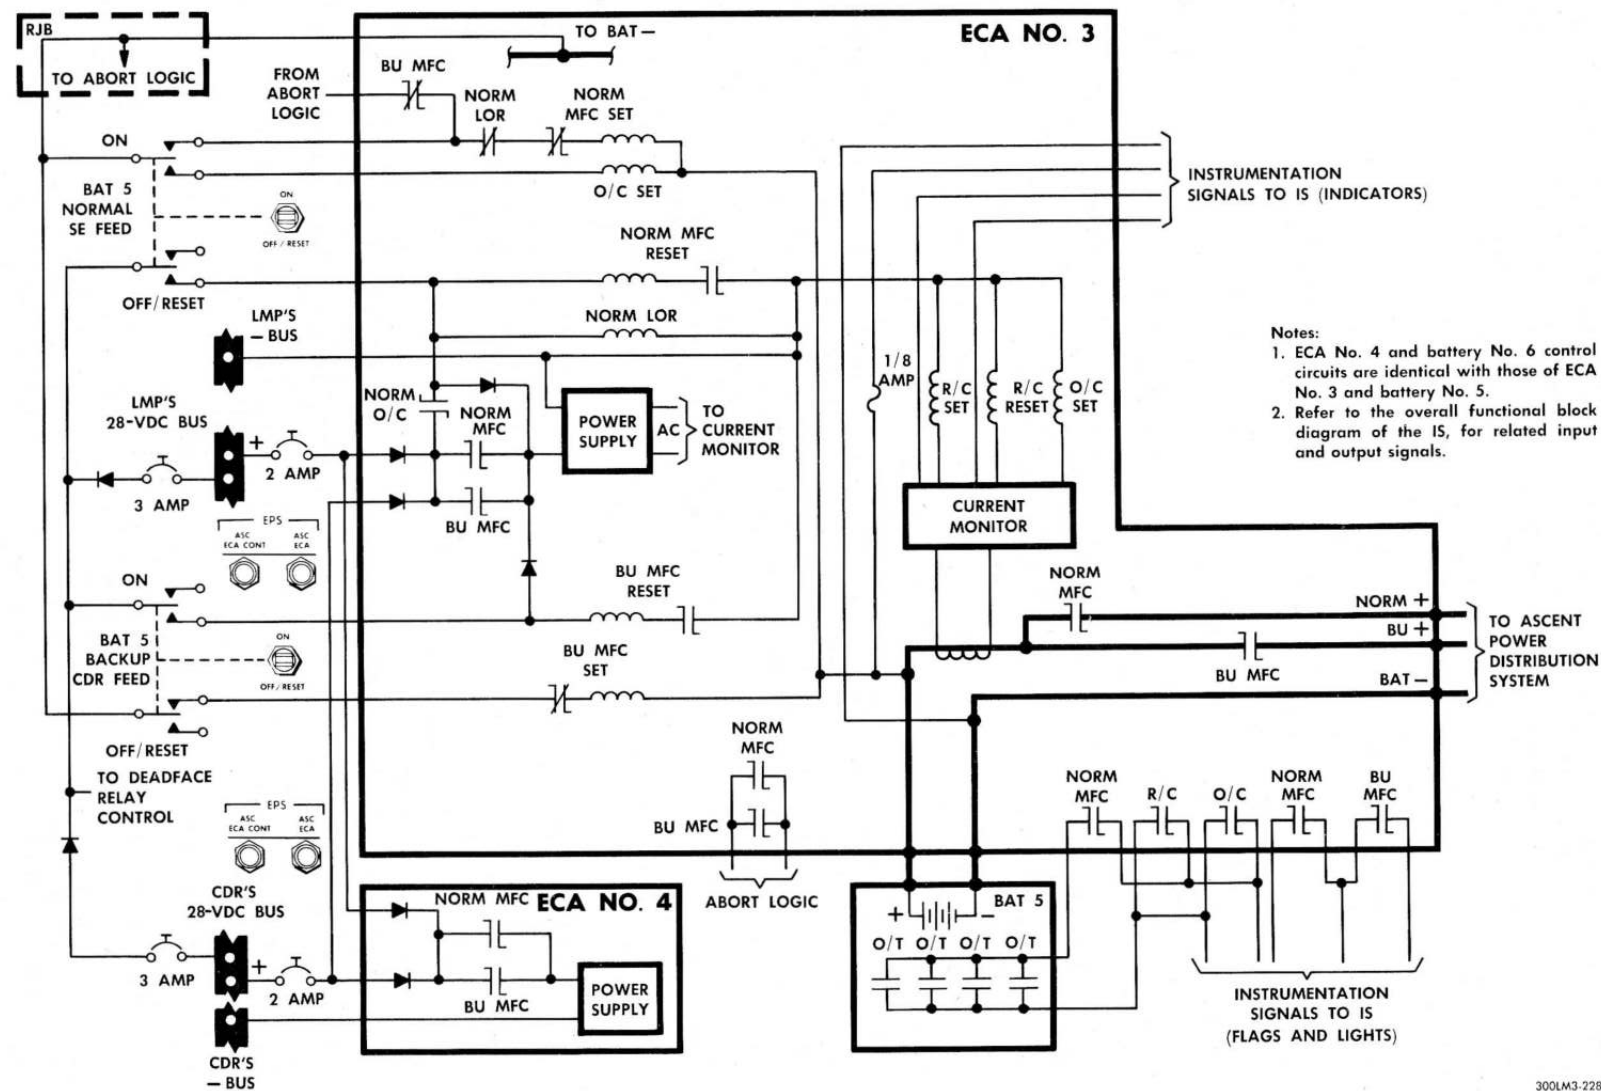 RJB
TO ABORT LOGIC
TO BAT –
ECA NO. 3
FROM
ABORT
LOGIC
BU MFC
NORM
LOR
NORM
MFC SET
O/C SET
ON
BAT 5
NORMAL
SE FEED
ON
OFF / RESET
OFF/RESET
INSTRUMENTATION
SIGNALS TO IS (INDICATORS)
NORM MFC
RESET
NORM LOR
LMP'S
– BUS
LMP'S
28-VDC BUS
+
2 AMP
3 AMP
NORM
O/C
NORM
MFC
BU MFC
POWER
SUPPLY
AC
TO
CURRENT
MONITOR
1/8
AMP
R/C
SET
R/C
RESET
O/C
SET
CURRENT
MONITOR
Notes:
1. ECA No. 4 and battery No. 6 control
circuits are identical with those of ECA
No. 3 and battery No. 5.
2. Refer to the overall functional block
diagram of the IS, for related input
and output signals.
EPS
ASC
ECA CONT
ASC
ECA
ON
BAT 5
BACKUP
CDR FEED
ON
OFF/RESET
OFF/RESET
BU MFC
RESET
BU MFC
SET
NORM
MFC
NORM +
BU +
BU MFC
BAT –
TO ASCENT
POWER
DISTRIBUTION
SYSTEM
TO DEADFACE
RELAY
CONTROL
EPS
ASC
ECA CONT
ASC
ECA
NORM
MFC
BU MFC
ABORT LOGIC
NORM
MFC
R/C
O/C
NORM
MFC
BU
MFC
CDR'S
28-VDC BUS
3 AMP
+
2 AMP
CDR'S
– BUS
NORM MFC
ECA NO. 4
BU MFC
POWER
SUPPLY
BAT 5
+
–
O/T O/T O/T O/T
INSTRUMENTATION
SIGNALS TO IS
(FLAGS AND LIGHTS)
300LM3-228